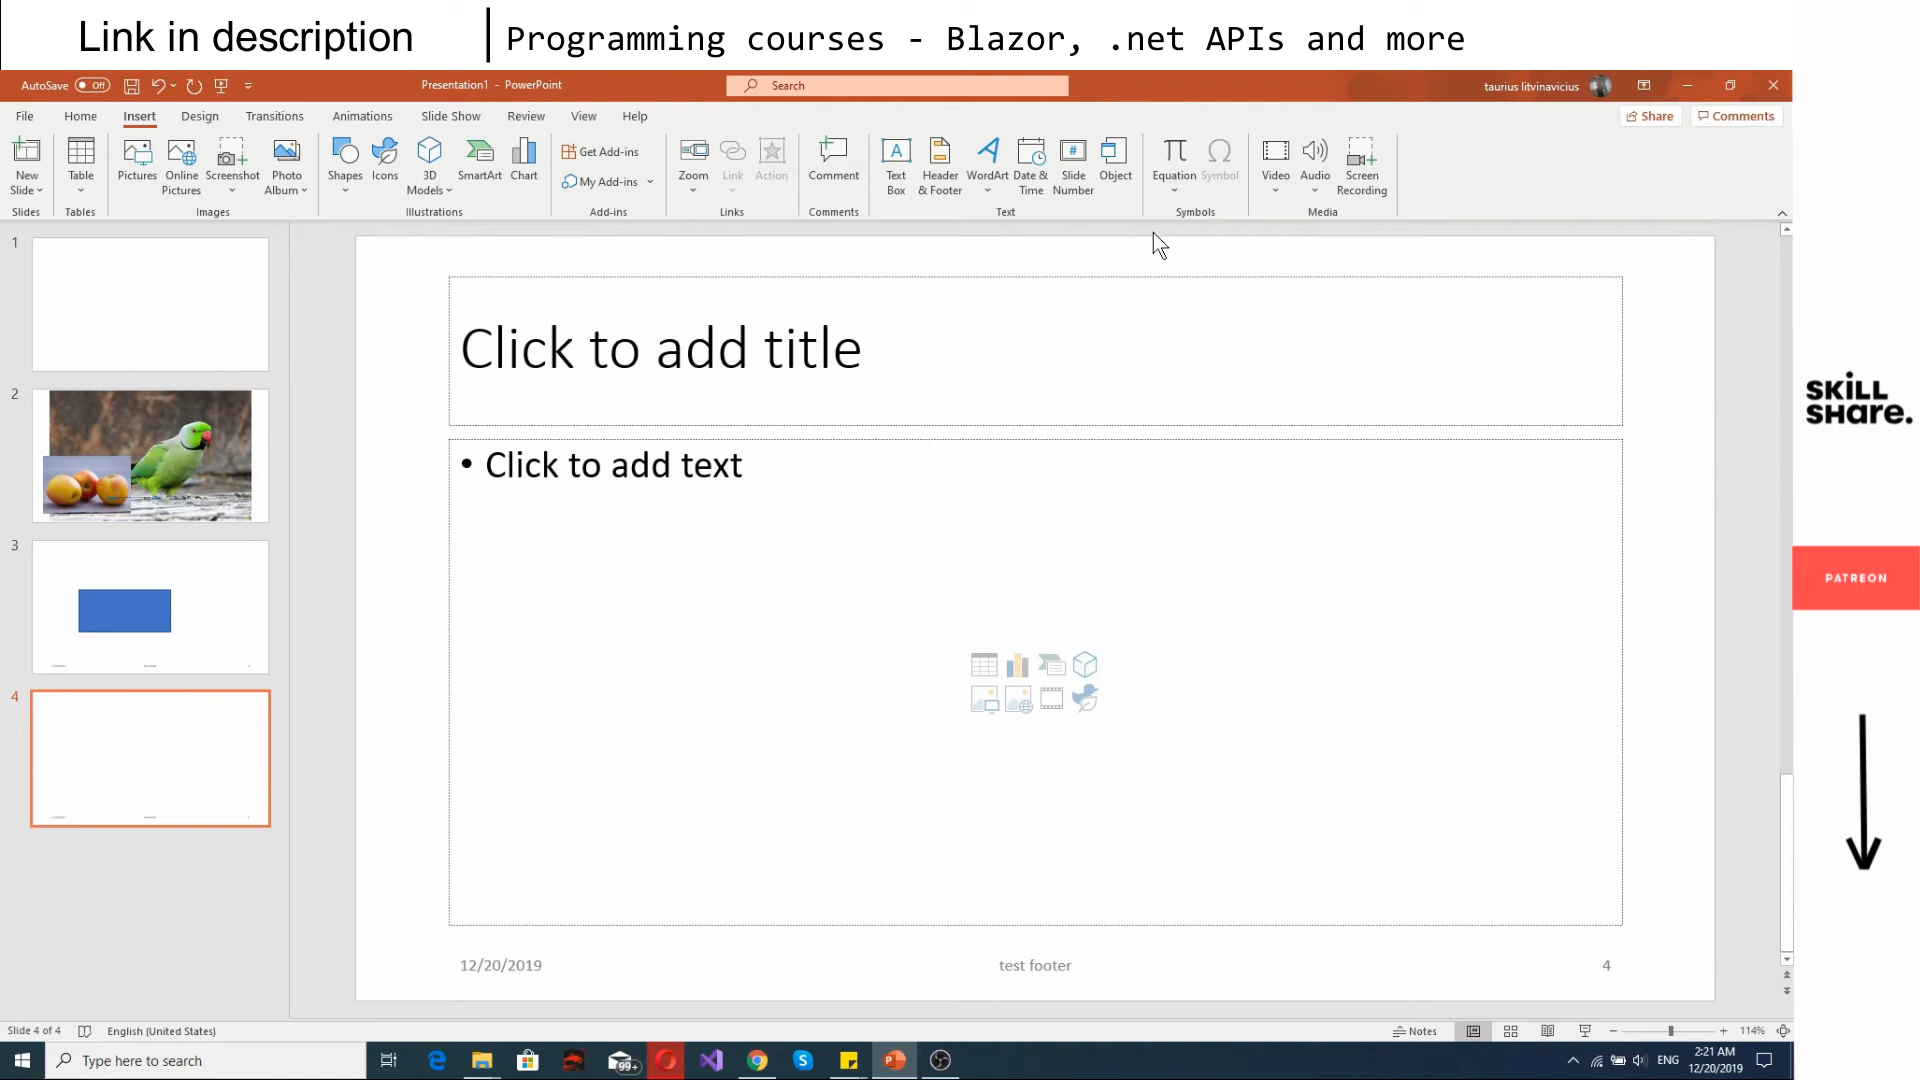 Link in description
Programming courses - Blazor, .net APIs and more
AutoSave Off
Presentation1 - PowerPoint
Search
taurius litvinavicius
File Home Insert Design Transitions Animations Slide Show Review View Help
Share Comments
New Slide
Table
Pictures
Online Pictures
Screenshot
Photo Album
Shapes
Icons
3D Models
SmartArt
Chart
Get Add-ins
My Add-ins
Zoom
Link
Action
Comment
Text Box
Header & Footer
WordArt
Date & Time
Slide Number
Object
Equation
Symbol
Video
Audio
Screen Recording
Slides Tables Images Illustrations Add-ins Links Comments Text Symbols Media
1
2
3
4
Click to add title
• Click to add text
12/20/2019 test footer 4
SKILL
SHARE.
PATREON
Slide 4 of 4 English (United States) Notes 114%
Type here to search
99+
ENG
2:21 AM
12/20/2019